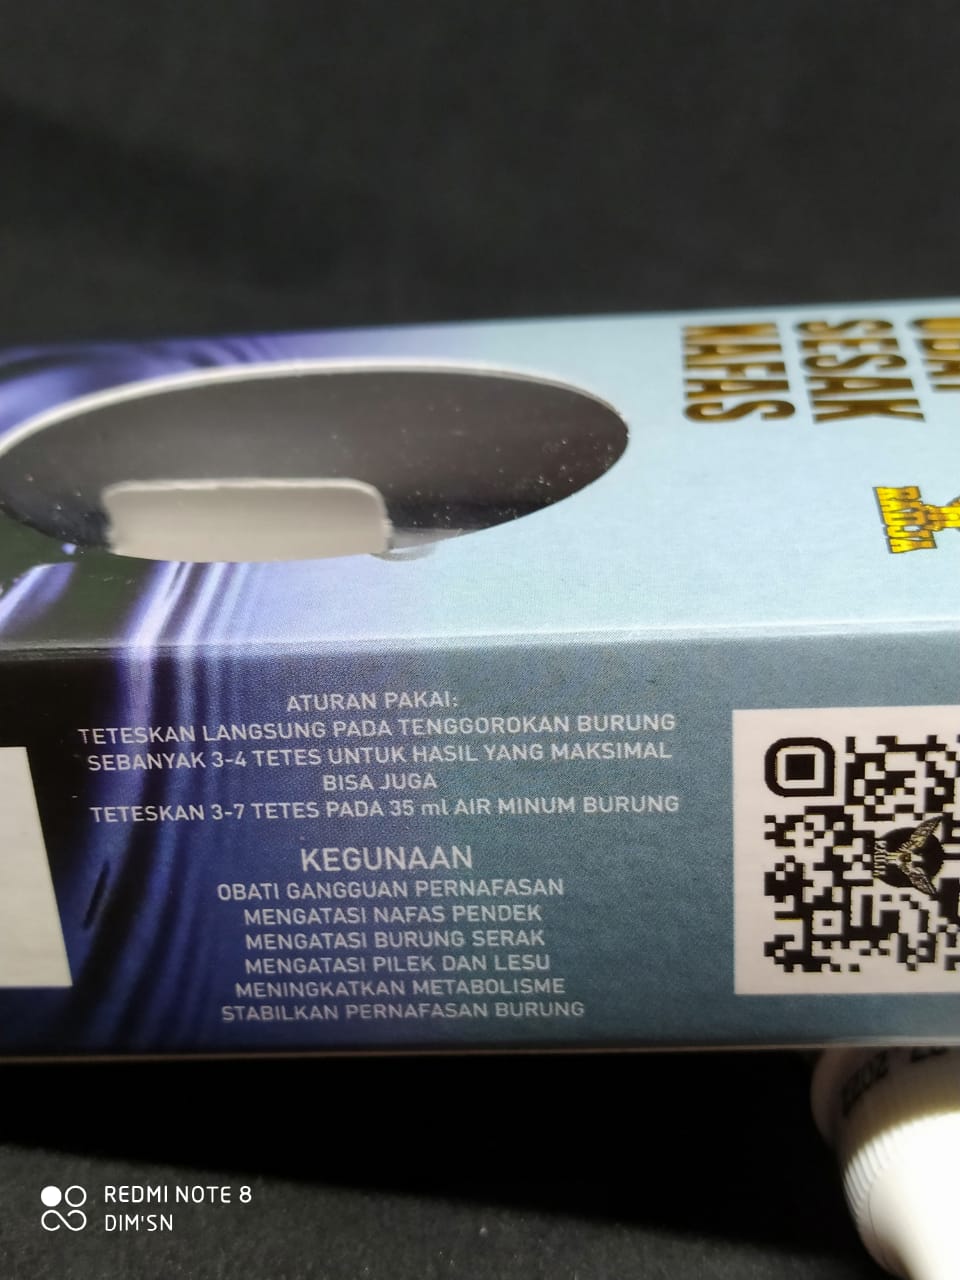 OBAT
SESAK
NAFAS
RATGA
ATURAN PAKAI:
TETESKAN LANGSUNG PADA TENGGOROKAN BURUNG
SEBANYAK 3-4 TETES UNTUK HASIL YANG MAKSIMAL
BISA JUGA
TETESKAN 3-7 TETES PADA 35 ml AIR MINUM BURUNG
KEGUNAAN
OBATI GANGGUAN PERNAFASAN
MENGATASI NAFAS PENDEK
MENGATASI BURUNG SERAK
MENGATASI PILEK DAN LESU
MENINGKATKAN METABOLISME
STABILKAN PERNAFASAN BURUNG
REDMI NOTE 8
DIM'SN